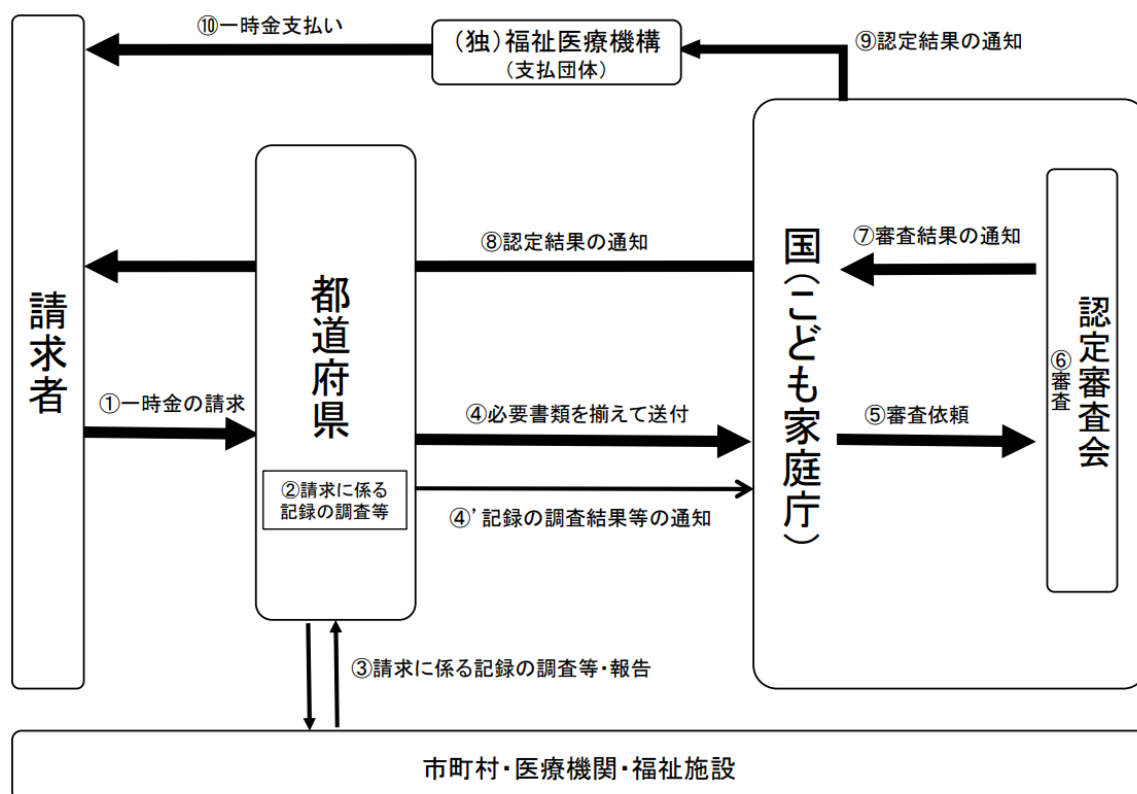 ⑩一時金支払い
(独)福祉医療機構
(支払団体)
⑨認定結果の通知
請求者
都道府県
⑧認定結果の通知
国(こども家庭庁)
⑦審査結果の通知
認定審査会
⑥審査
①一時金の請求
④必要書類を揃えて送付
⑤審査依頼
②請求に係る
記録の調査等
④'記録の調査結果等の通知
③請求に係る記録の調査等・報告
市町村・医療機関・福祉施設